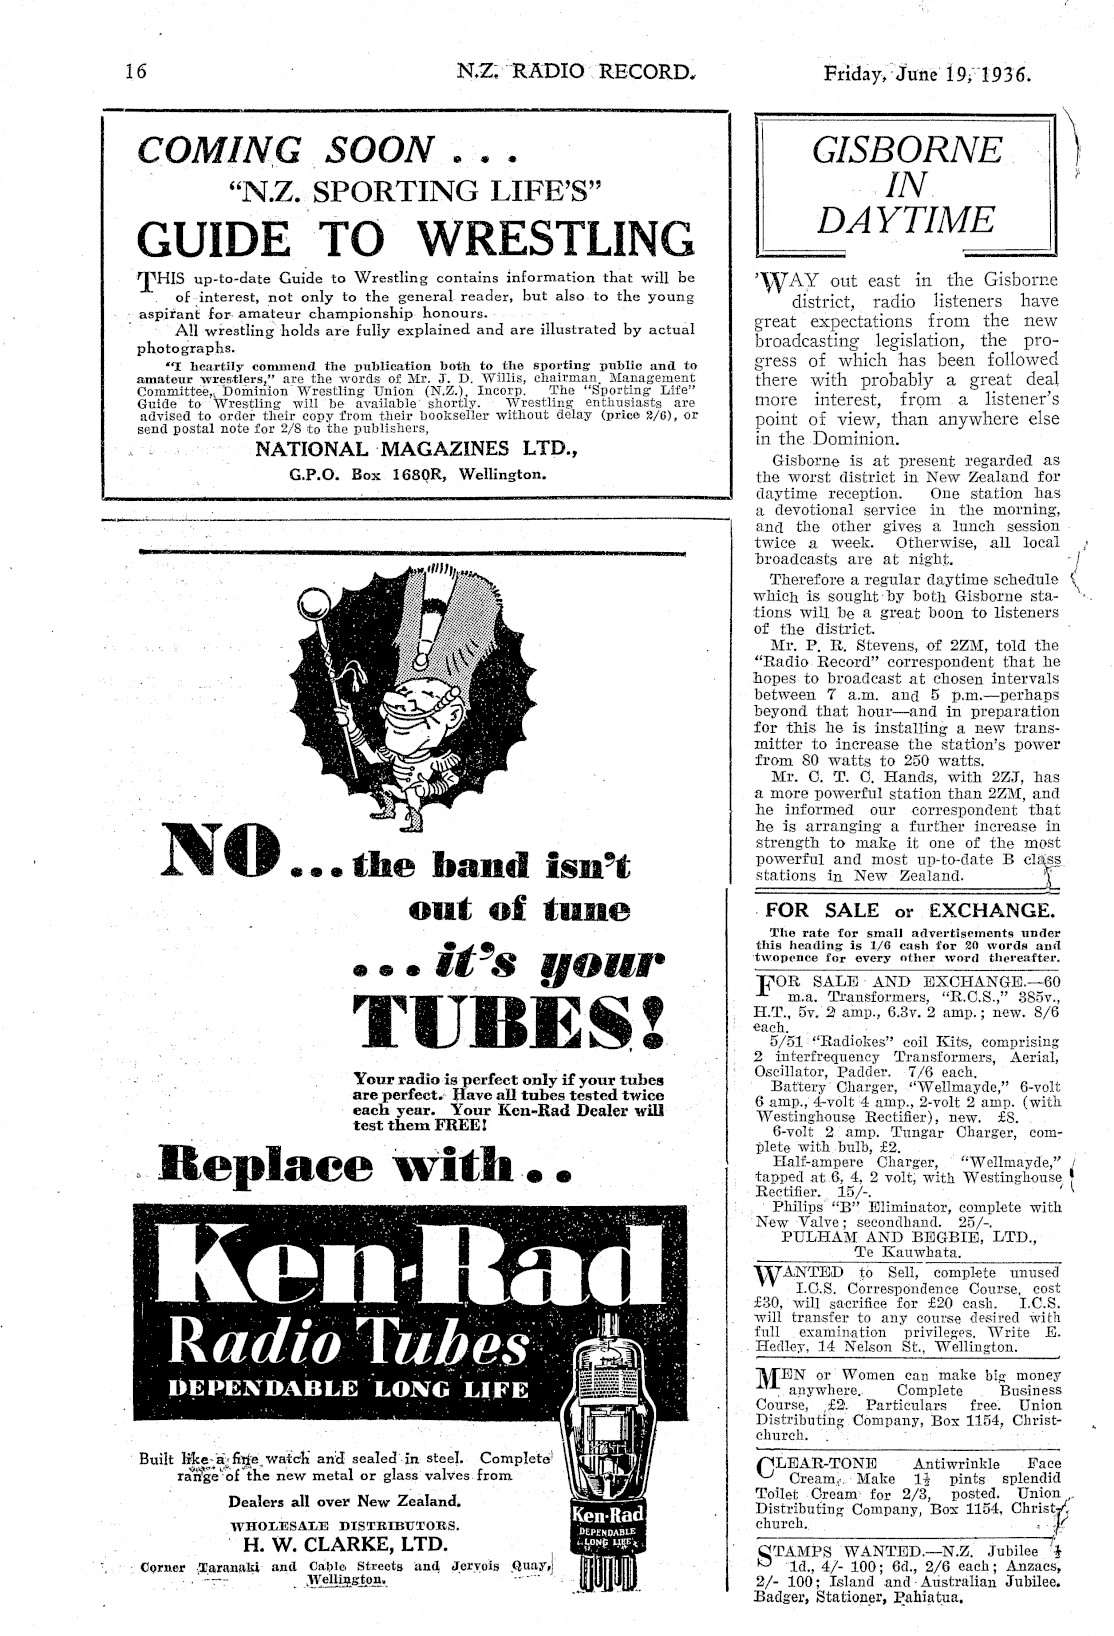 16
N.Z. RADIO RECORD.
Friday, June 19, 1936.
COMING SOON . . .
“N.Z. SPORTING LIFE’S”
GUIDE TO WRESTLING
THIS up-to-date Guide to Wrestling contains information that will be
of interest, not only to the general reader, but also to the young
aspirant for amateur championship honours.
All wrestling holds are fully explained and are illustrated by actual
photographs.
“I heartily commend the publication both to the sporting public and to
amateur wrestlers,” are the words of Mr. J. D. Willis, chairman, Management
Committee, Dominion Wrestling Union (N.Z.), Incorp. The “Sporting Life”
Guide to Wrestling will be available shortly. Wrestling enthusiasts are
advised to order their copy from their bookseller without delay (price 2/6), or
send postal note for 2/8 to the publishers,
NATIONAL MAGAZINES LTD.,
G.P.O. Box 1680R, Wellington.
NO...the band isn’t
out of tune
...it’s your
TUBES!
Your radio is perfect only if your tubes
are perfect. Have all tubes tested twice
each year. Your Ken-Rad Dealer will
test them FREE!
Replace with..
Ken-Rad
Radio Tubes
DEPENDABLE LONG LIFE
Built like a fine watch and sealed in steel. Complete
range of the new metal or glass valves from
Dealers all over New Zealand.
WHOLESALE DISTRIBUTORS.
H. W. CLARKE, LTD.
Corner Taranaki and Cable Streets and Jervois Quay,
Wellington.
Ken-Rad
DEPENDABLE
LONG LIFE
GISBORNE
IN
DAYTIME
’WAY out east in the Gisborne
district, radio listeners have
great expectations from the new
broadcasting legislation, the pro-
gress of which has been followed
there with probably a great deal
more interest, from a listener’s
point of view, than anywhere else
in the Dominion.
Gisborne is at present regarded as
the worst district in New Zealand for
daytime reception. One station has
a devotional service in the morning,
and the other gives a lunch session
twice a week. Otherwise, all local
broadcasts are at night.
Therefore a regular daytime schedule
which is sought by both Gisborne sta-
tions will be a great boon to listeners
of the district.
Mr. P. R. Stevens, of 2ZM, told the
“Radio Record” correspondent that he
hopes to broadcast at chosen intervals
between 7 a.m. and 5 p.m.—perhaps
beyond that hour—and in preparation
for this he is installing a new trans-
mitter to increase the station’s power
from 80 watts to 250 watts.
Mr. C. T. C. Hands, with 2ZJ, has
a more powerful station than 2ZM, and
he informed our correspondent that
he is arranging a further increase in
strength to make it one of the most
powerful and most up-to-date B class
stations in New Zealand.
FOR SALE or EXCHANGE.
The rate for small advertisements under
this heading is 1/6 cash for 20 words and
twopence for every other word thereafter.
FOR SALE AND EXCHANGE.—60
m.a. Transformers, “R.C.S.,” 385v.,
H.T., 5v. 2 amp., 6.3v. 2 amp.; new. 8/6
each.
5/51 “Radiokes” coil Kits, comprising
2 interfrequency Transformers, Aerial,
Oscillator, Padder. 7/6 each.
Battery Charger, “Wellmayde,” 6-volt
6 amp., 4-volt 4 amp., 2-volt 2 amp. (with
Westinghouse Rectifier), new. £8.
6-volt 2 amp. Tungar Charger, com-
plete with bulb, £2.
Half-ampere Charger, “Wellmayde,”
tapped at 6, 4, 2 volt, with Westinghouse
Rectifier. 15/-.
Philips “B” Eliminator, complete with
New Valve; secondhand. 25/-.
PULHAM AND BEGBIE, LTD.,
Te Kauwhata.
WANTED to Sell, complete unused
I.C.S. Correspondence Course, cost
£30, will sacrifice for £20 cash. I.C.S.
will transfer to any course desired with
full examination privileges. Write E.
Hedley, 14 Nelson St., Wellington.
MEN or Women can make big money
anywhere. Complete Business
Course, £2. Particulars free. Union
Distributing Company, Box 1154, Christ-
church.
CLEAR-TONE Antiwrinkle Face
Cream. Make 1½ pints splendid
Toilet Cream for 2/3, posted. Union
Distributing Company, Box 1154, Christ-
church.
STAMPS WANTED.—N.Z. Jubilee ½
1d., 4/- 100; 6d., 2/6 each; Anzacs,
2/- 100; Island and Australian Jubilee.
Badger, Stationer, Pahiatua.